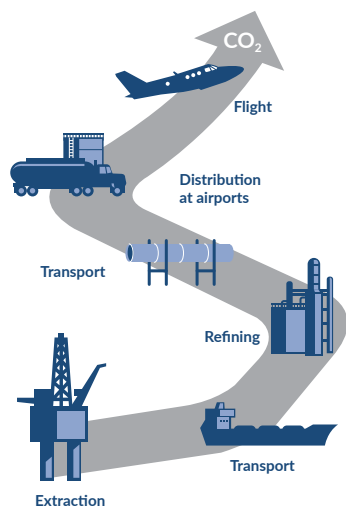 CO₂
Flight
Distribution
at airports
Transport
Refining
Transport
Extraction